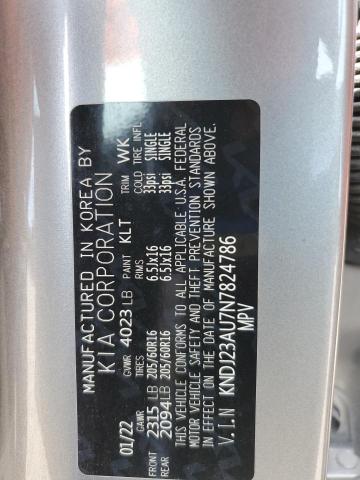 MANUFACTURED IN KOREA BY
KIA CORPORATION
01/22 GVWR 4023 LB PAINT KLT TRIM WK
GAWR TIRES RIMS COLD TIRE INFL
FRONT 2315 LB 205/60R16 6.5Jx16 33psi SINGLE
REAR 2094 LB 205/60R16 6.5Jx16 33psi SINGLE
THIS VEHICLE CONFORMS TO ALL APPLICABLE U.S.A. FEDERAL
MOTOR VEHICLE SAFETY AND THEFT PREVENTION STANDARDS
IN EFFECT ON THE DATE OF MANUFACTURE SHOWN ABOVE.
V.I.N KNDJ23AU7N7824786
MPV